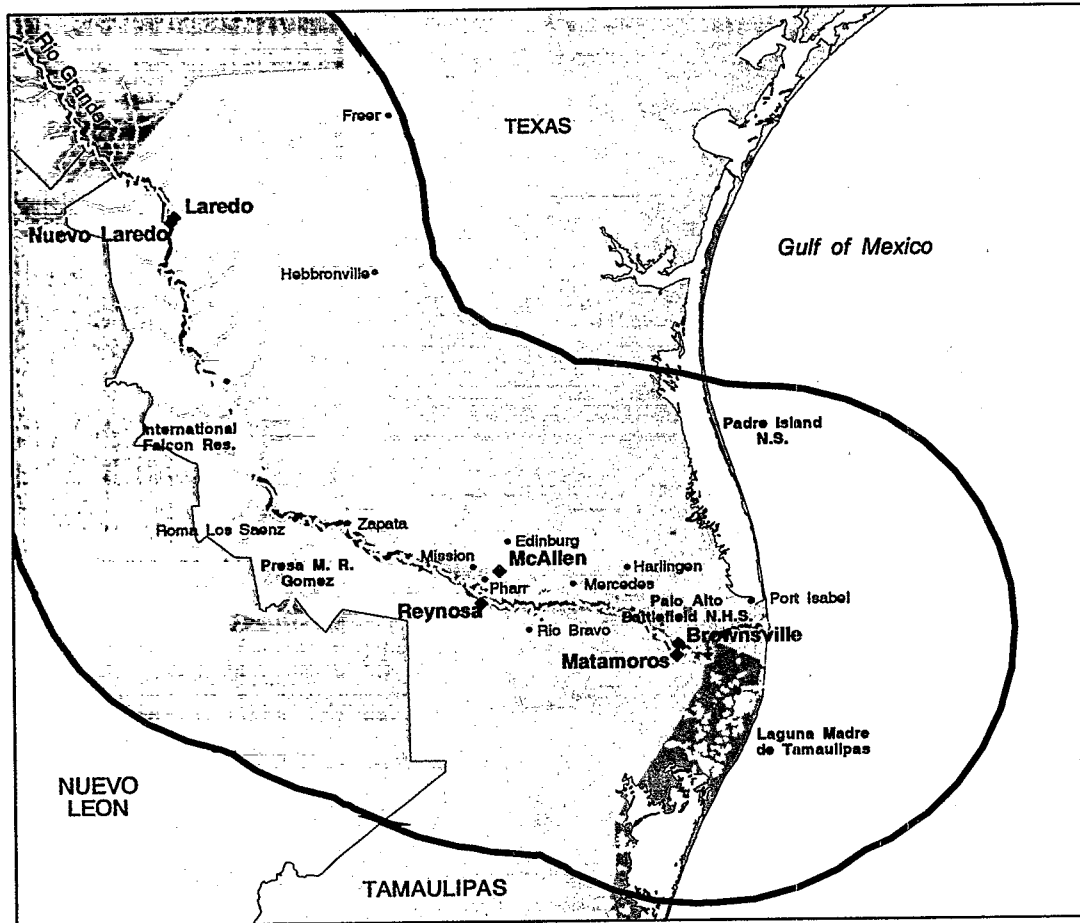 Rio Grande
Freer
TEXAS
Laredo
Nuevo Laredo
Gulf of Mexico
Hebbronville
International
Falcon Res.
Padre Island
N.S.
Roma Los Saenz
Zapata
Edinburg
Mission
McAllen
Presa M. R.
Gomez
Pharr
Mercedes
Harlingen
Reynosa
Palo Alto
Battlefield N.H.S.
Port Isabel
Rio Bravo
Brownsville
Matamoros
Laguna Madre
de Tamaulipas
NUEVO
LEON
TAMAULIPAS